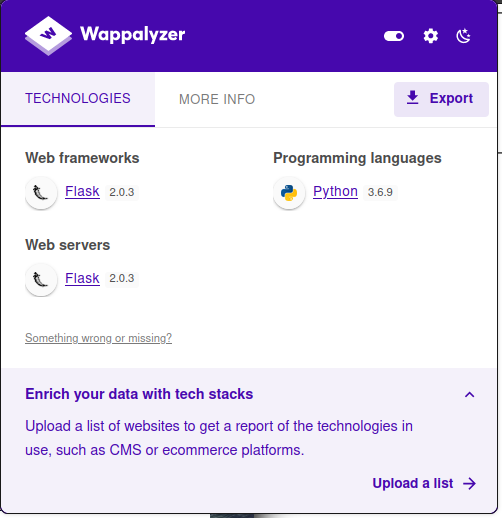 Wappalyzer
TECHNOLOGIES
MORE INFO
Export
Web frameworks
Flask 2.0.3
Programming languages
Python 3.6.9
Web servers
Flask 2.0.3
Something wrong or missing?
Enrich your data with tech stacks
Upload a list of websites to get a report of the technologies in
use, such as CMS or ecommerce platforms.
Upload a list